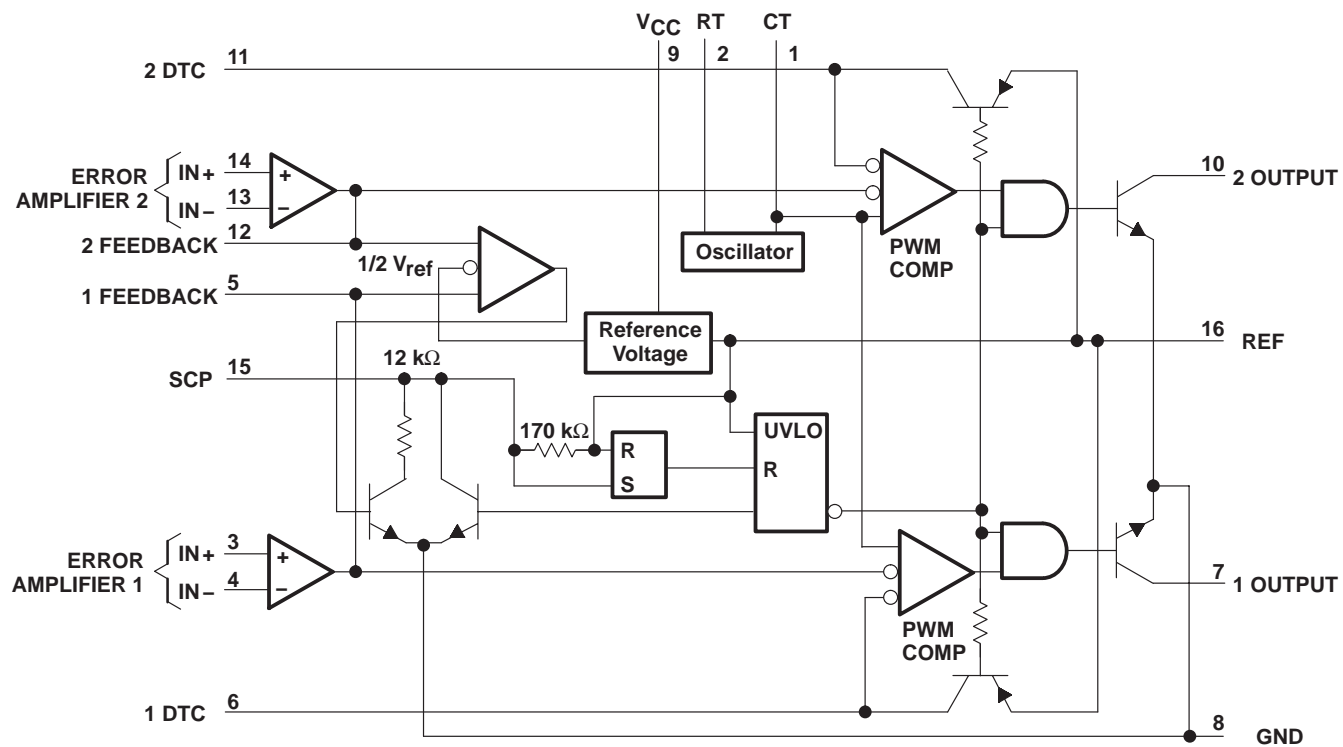 VCC RT CT
9 2 1
2 DTC 11
ERROR
AMPLIFIER 2
IN+ 14
IN− 13
+
−
2 FEEDBACK 12
1/2 Vref
1 FEEDBACK 5
Oscillator
PWM
COMP
10 2 OUTPUT
Reference
Voltage
16 REF
SCP 15
12 kΩ
170 kΩ
R
S
UVLO
R
ERROR
AMPLIFIER 1
IN+ 3
IN− 4
+
−
PWM
COMP
7 1 OUTPUT
1 DTC 6
8 GND